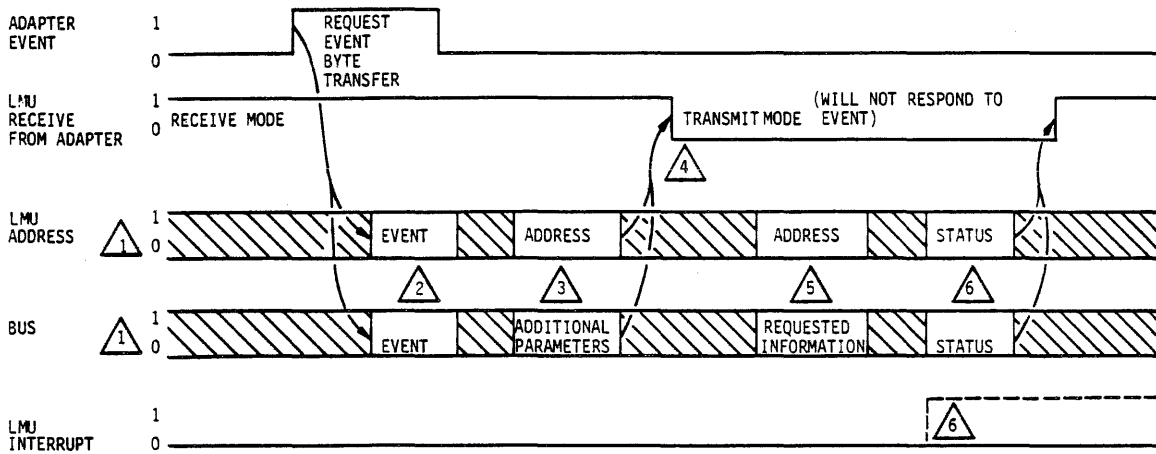 ADAPTER
EVENT
1
0
REQUEST
EVENT
BYTE
TRANSFER
LMU
RECEIVE
FROM ADAPTER
1
0
RECEIVE MODE
TRANSMIT MODE
(WILL NOT RESPOND TO
EVENT)
4
LMU
ADDRESS
1
1
0
EVENT
ADDRESS
ADDRESS
STATUS
2
3
5
6
BUS
1
1
0
EVENT
ADDITIONAL
PARAMETERS
REQUESTED
INFORMATION
STATUS
LMU
INTERRUPT
1
0
6